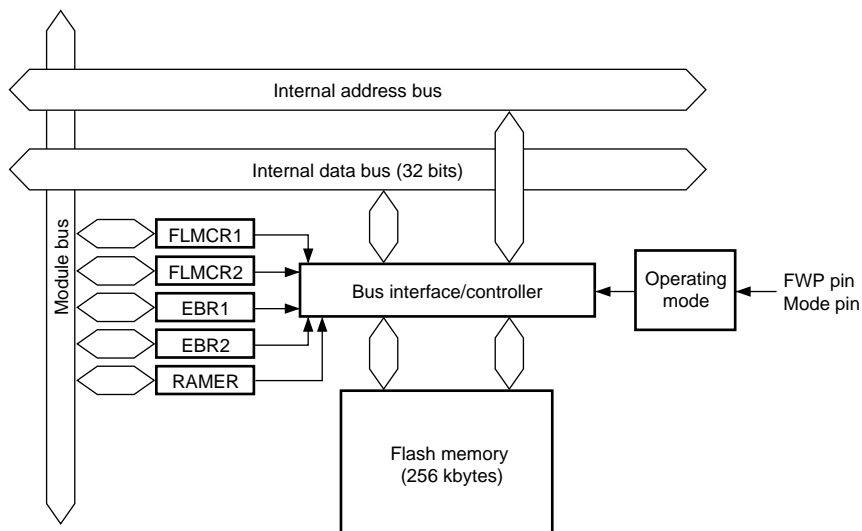 Internal address bus
Internal data bus (32 bits)
Module bus
FLMCR1
FLMCR2
EBR1
EBR2
RAMER
Bus interface/controller
Operating
mode
FWP pin
Mode pin
Flash memory
(256 kbytes)